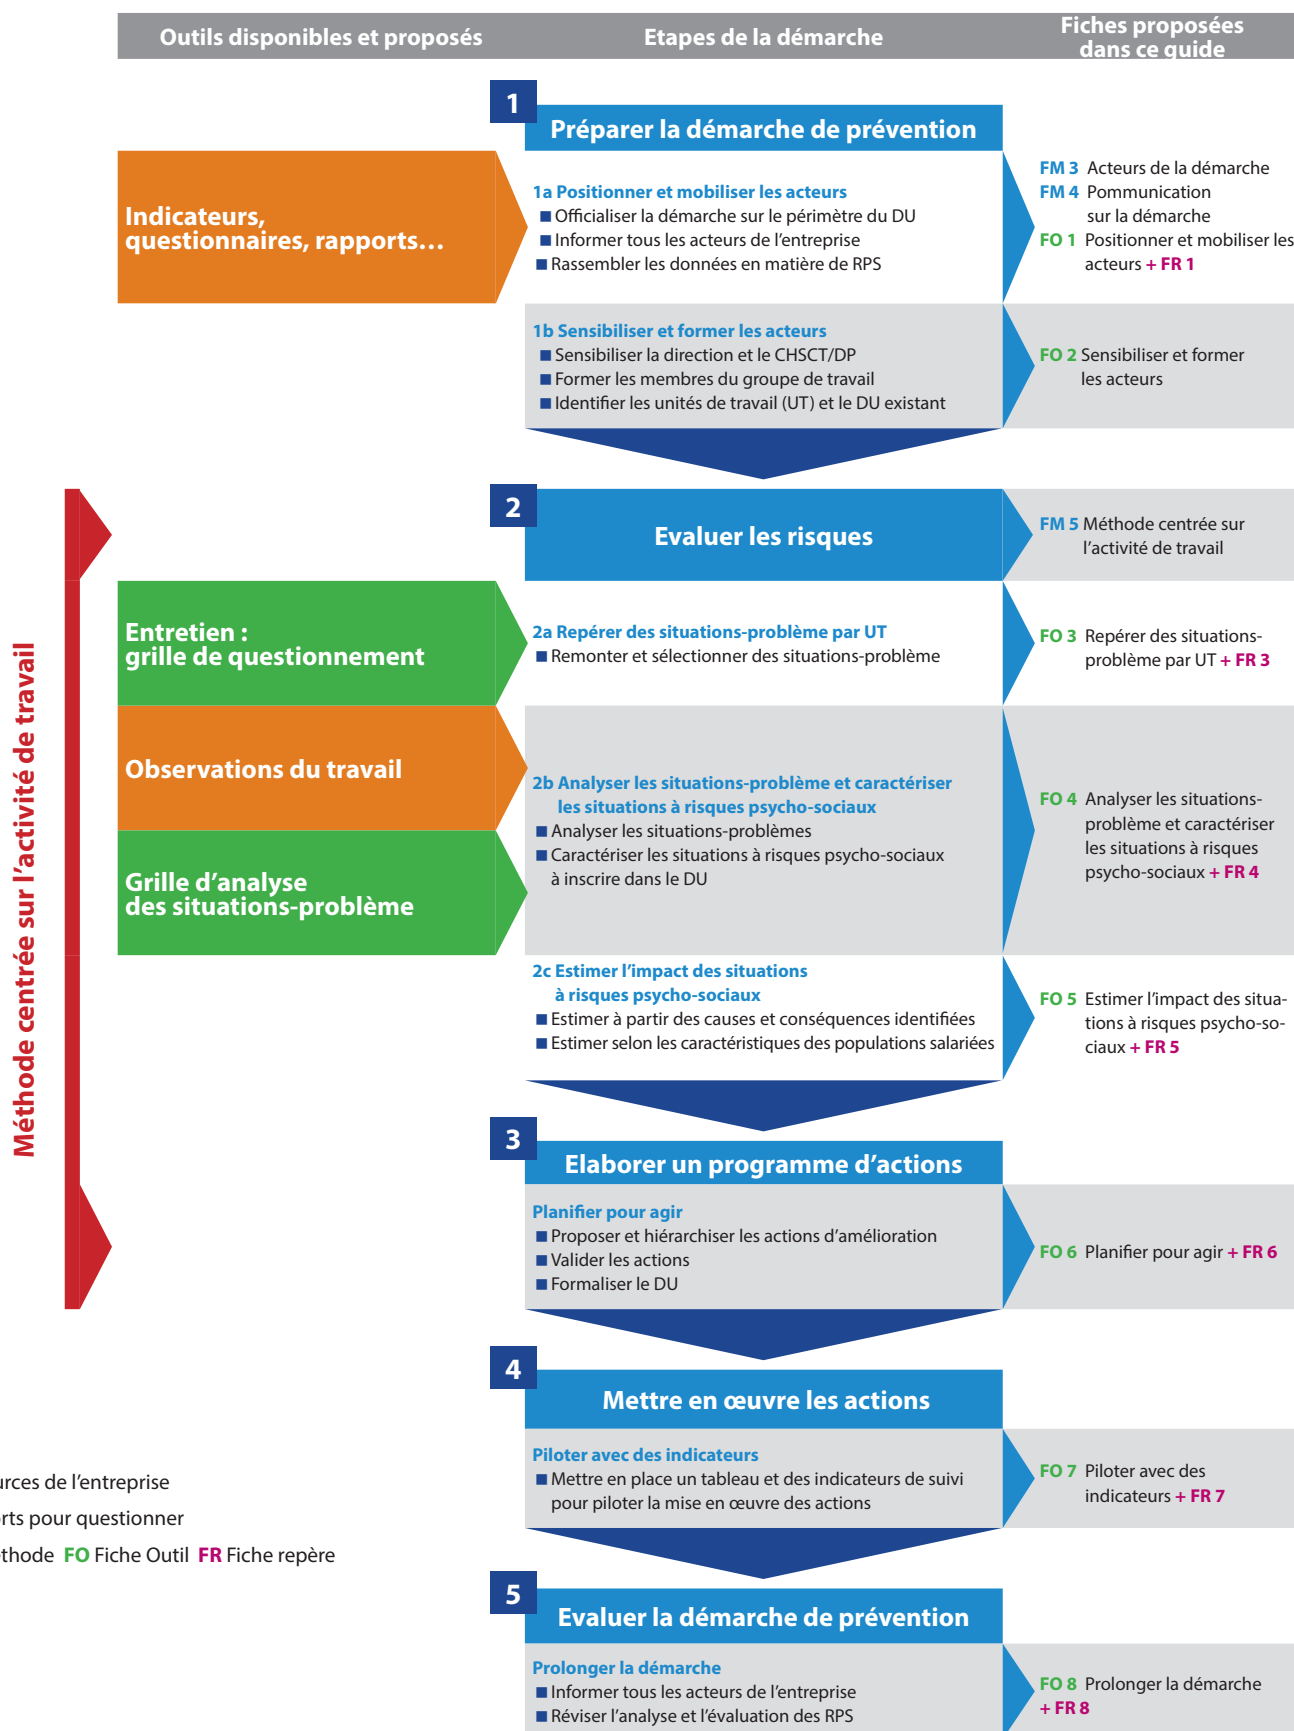 Outils disponibles et proposés
Etapes de la démarche
Fiches proposées
dans ce guide
1
Préparer la démarche de prévention
Indicateurs,
questionnaires, rapports…
1a Positionner et mobiliser les acteurs
■ Officialiser la démarche sur le périmètre du DU
■ Informer tous les acteurs de l'entreprise
■ Rassembler les données en matière de RPS
FM 3 Acteurs de la démarche
FM 4 Pommunication
sur la démarche
FO 1 Positionner et mobiliser les
acteurs + FR 1
1b Sensibiliser et former les acteurs
■ Sensibiliser la direction et le CHSCT/DP
■ Former les membres du groupe de travail
■ Identifier les unités de travail (UT) et le DU existant
FO 2 Sensibiliser et former
les acteurs
Méthode centrée sur l'activité de travail
2
Evaluer les risques
FM 5 Méthode centrée sur
l'activité de travail
Entretien :
grille de questionnement
2a Repérer des situations-problème par UT
■ Remonter et sélectionner des situations-problème
FO 3 Repérer des situations-
problème par UT + FR 3
Observations du travail
Grille d'analyse
des situations-problème
2b Analyser les situations-problème et caractériser
les situations à risques psycho-sociaux
■ Analyser les situations-problèmes
■ Caractériser les situations à risques psycho-sociaux
à inscrire dans le DU
FO 4 Analyser les situations-
problème et caractériser
les situations à risques
psycho-sociaux + FR 4
2c Estimer l'impact des situations
à risques psycho-sociaux
■ Estimer à partir des causes et conséquences identifiées
■ Estimer selon les caractéristiques des populations salariées
FO 5 Estimer l'impact des situa-
tions à risques psycho-so-
ciaux + FR 5
3
Elaborer un programme d'actions
Planifier pour agir
■ Proposer et hiérarchiser les actions d'amélioration
■ Valider les actions
■ Formaliser le DU
FO 6 Planifier pour agir + FR 6
4
Mettre en œuvre les actions
Piloter avec des indicateurs
■ Mettre en place un tableau et des indicateurs de suivi
pour piloter la mise en œuvre des actions
FO 7 Piloter avec des
indicateurs + FR 7
de l'entreprise
pour questionner
FO Fiche Outil FR Fiche repère
5
Evaluer la démarche de prévention
Prolonger la démarche
■ Informer tous les acteurs de l'entreprise
■ Réviser l'analyse et l'évaluation des RPS
FO 8 Prolonger la démarche
+ FR 8